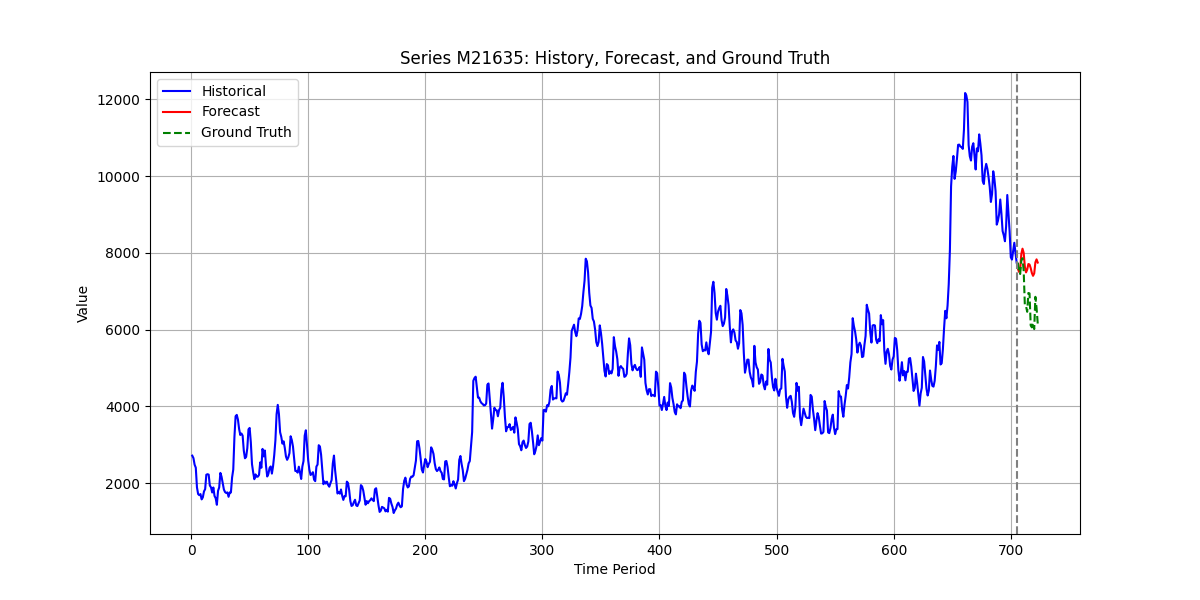 Series M21635: History, Forecast, and Ground Truth
Historical
Forecast
Ground Truth
12000
10000
8000
6000
4000
2000
Value
0 100 200 300 400 500 600 700
Time Period